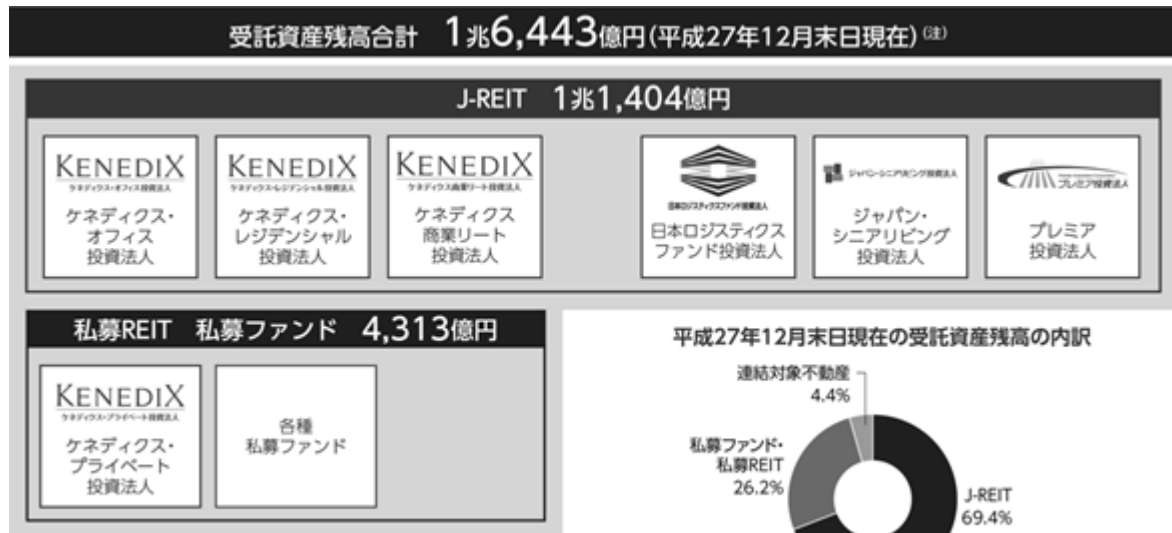 受託資産残高合計 1兆6,443億円(平成27年12月末日現在)(注)
J-REIT 1兆1,404億円
KENEDIX
ケネディクス・オフィス投資法人
ケネディクス・
オフィス
投資法人
KENEDIX
ケネディクス・レジデンシャル投資法人
ケネディクス・
レジデンシャル
投資法人
KENEDIX
ケネディクス商業リート投資法人
ケネディクス
商業リート
投資法人
日本ロジスティクスファンド投資法人
日本ロジスティクス
ファンド投資法人
ジャパン・シニアリビング投資法人
ジャパン・
シニアリビング
投資法人
プレミア投資法人
プレミア
投資法人
私募REIT 私募ファンド 4,313億円
KENEDIX
ケネディクス・プライベート投資法人
ケネディクス・
プライベート
投資法人
各種
私募ファンド
平成27年12月末日現在の受託資産残高の内訳
連結対象不動産
4.4%
私募ファンド・
私募REIT
26.2%
J-REIT
69.4%